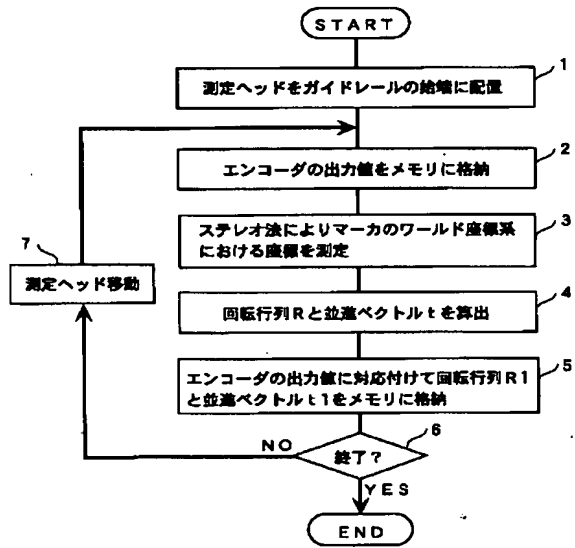 START
1
測定ヘッドをガイドレールの始端に配置
2
エンコーダの出力値をメモリに格納
3
ステレオ法によりマーカのワールド座標系
における座標を測定
7
測定ヘッド移動
4
回転行列Rと並進ベクトルtを算出
5
エンコーダの出力値に対応付けて回転行列R1
と並進ベクトルt1をメモリに格納
6
NO
終了?
YES
END